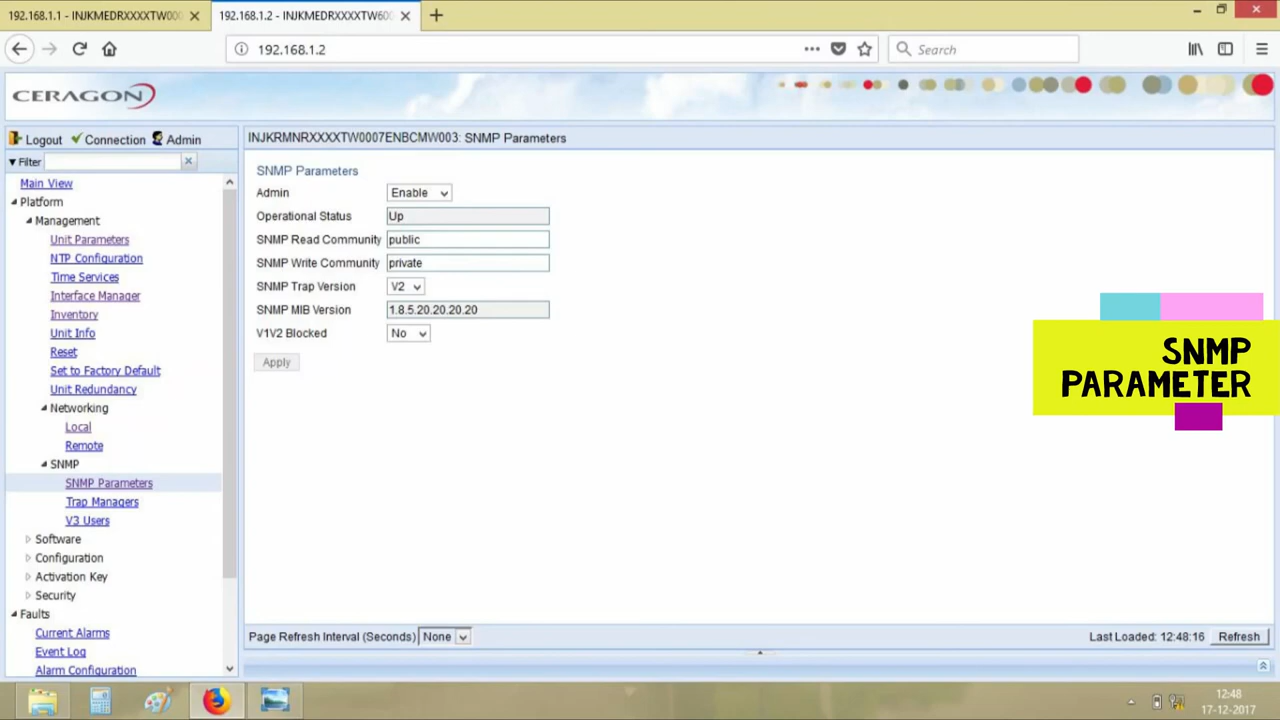 192.168.1.1 - INJKMEDRXXXXTW000
192.168.1.2 - INJKMEDRXXXXTW600
192.168.1.2
Search
CERAGON
Logout Connection Admin
Filter
Main View
Platform
Management
Unit Parameters
NTP Configuration
Time Services
Interface Manager
Inventory
Unit Info
Reset
Set to Factory Default
Unit Redundancy
Networking
Local
Remote
SNMP
SNMP Parameters
Trap Managers
V3 Users
Software
Configuration
Activation Key
Security
Faults
Current Alarms
Event Log
Alarm Configuration
INJKRMNRXXXXTW0007ENBCMW003: SNMP Parameters
SNMP Parameters
Admin Enable
Operational Status Up
SNMP Read Community public
SNMP Write Community private
SNMP Trap Version V2
SNMP MIB Version 1.8.5.20.20.20.20
V1V2 Blocked No
Apply
SNMP
PARAMETER
Page Refresh Interval (Seconds) None
Last Loaded: 12:48:16 Refresh
12:48
17-12-2017